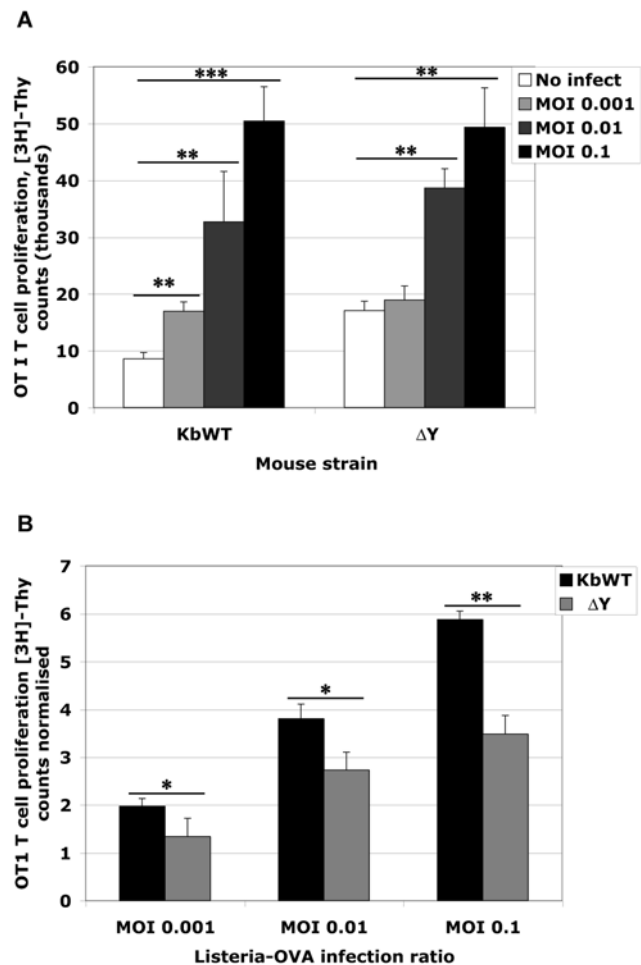 A
OT I T cell proliferation, [3H]-Thy
counts (thousands)
60
50
40
30
20
10
0
***
**
**
**
**
**
No infect
MOI 0.001
MOI 0.01
MOI 0.1
KbWT
ΔY
Mouse strain
B
OT1 T cell proliferation [3H]-Thy
counts normalised
7
6
5
4
3
2
1
0
*
*
**
KbWT
ΔY
MOI 0.001
MOI 0.01
MOI 0.1
Listeria-OVA infection ratio